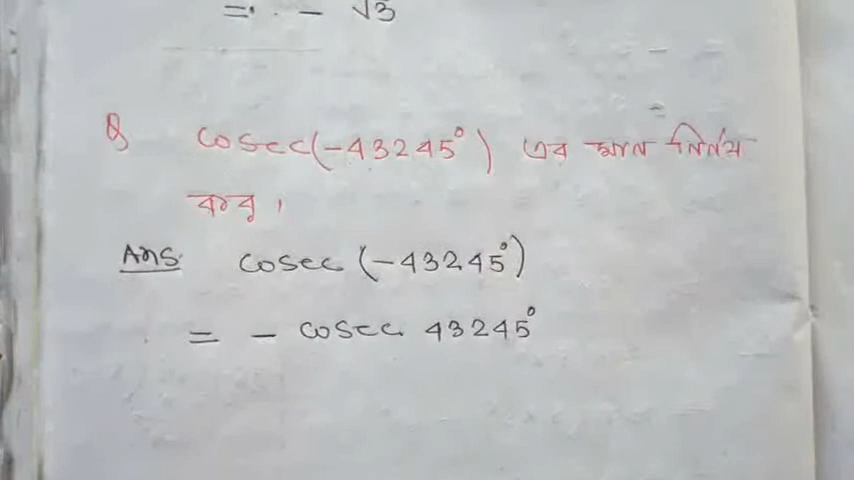 = - √3
Q cosec(-43245°) এর মান নির্ণয়
কর।
Ans. cosec (-43245°)
= - cosec 43245°